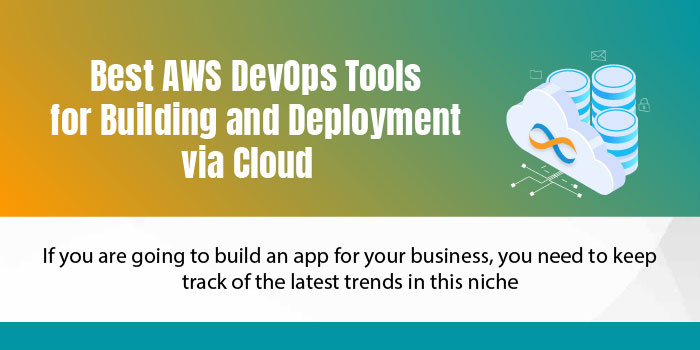 Best AWS DevOps Tools
for Building and Deployment
via Cloud
If you are going to build an app for your business, you need to keep
track of the latest trends in this niche